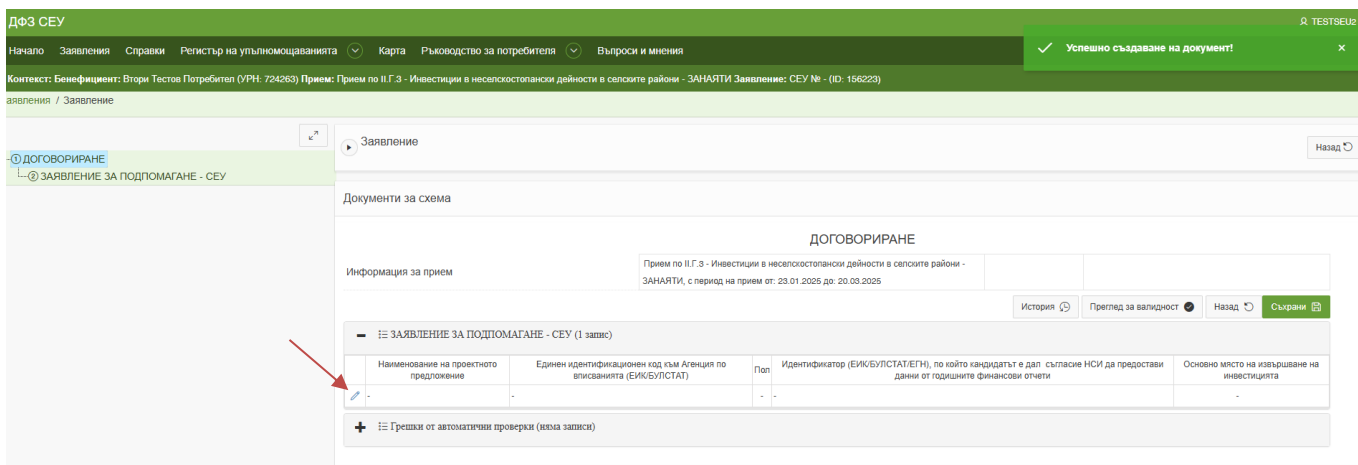 ДФЗ СЕУ
TESTSEU2
Начало Заявления Справки Регистър на упълномощаванията Карта Ръководство за потребителя Въпроси и мнения
Успешно създаване на документ! ×
Контекст: Бенефициент: Втори Тестов Потребител (УРН: 724263) Прием: Прием по II.Г.3 - Инвестиции в неселскостопански дейности в селските райони - ЗАНАЯТИ Заявление: СЕУ № - (ID: 156223)
аявления / Заявление
Заявление
Назад
1 ДОГОВОРИРАНЕ
2 ЗАЯВЛЕНИЕ ЗА ПОДПОМАГАНЕ - СЕУ
Документи за схема
ДОГОВОРИРАНЕ
Информация за прием
Прием по II.Г.3 - Инвестиции в неселскостопански дейности в селските райони -
ЗАНАЯТИ, с период на прием от: 23.01.2025 до: 20.03.2025
История Преглед за валидност Назад Съхрани
ЗАЯВЛЕНИЕ ЗА ПОДПОМАГАНЕ - СЕУ (1 запис)
Наименование на проектното
предложение
Единен идентификационен код към Агенция по
вписванията (ЕИК/БУЛСТАТ)
Пол
Идентификатор (ЕИК/БУЛСТАТ/ЕГН), по който кандидатът е дал съгласие НСИ да предостави
данни от годишните финансови отчети
Основно място на извършване на
инвестицията
- - - - -
Грешки от автоматични проверки (няма записи)